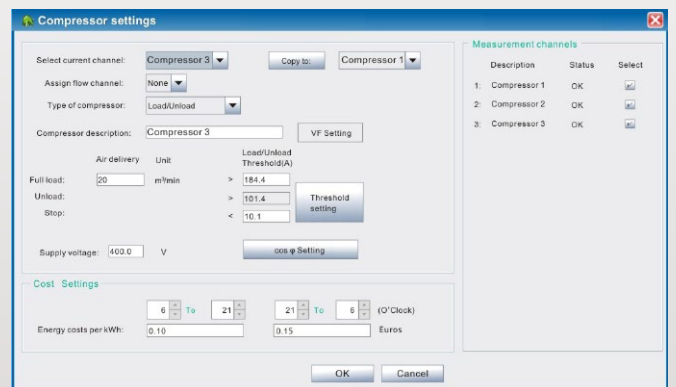 Compressor settings
Select current channel: Compressor 3 Copy to: Compressor 1
Assign flow channel: None
Type of compressor: Load/Unload
Compressor description: Compressor 3 VF Setting
Air delivery Unit Load/Unload
Threshold(A)
Full load: 20 m³/min > 184.4
Unload: > 101.4 Threshold
setting
Stop: < 10.1
Supply voltage: 400.0 V cos φ Setting
Cost Settings
6 To 21 21 To 6 (O'Clock)
Energy costs per kWh: 0.10 0.15 Euros
OK Cancel
Measurement channels
Description Status Select
1: Compressor 1 OK
2: Compressor 2 OK
3: Compressor 3 OK